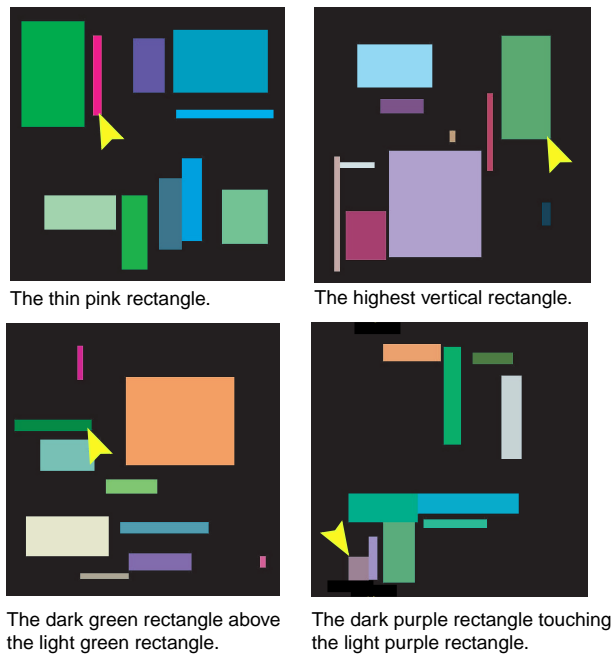 The thin pink rectangle.
The highest vertical rectangle.
The dark green rectangle above
the light green rectangle.
The dark purple rectangle touching
the light purple rectangle.